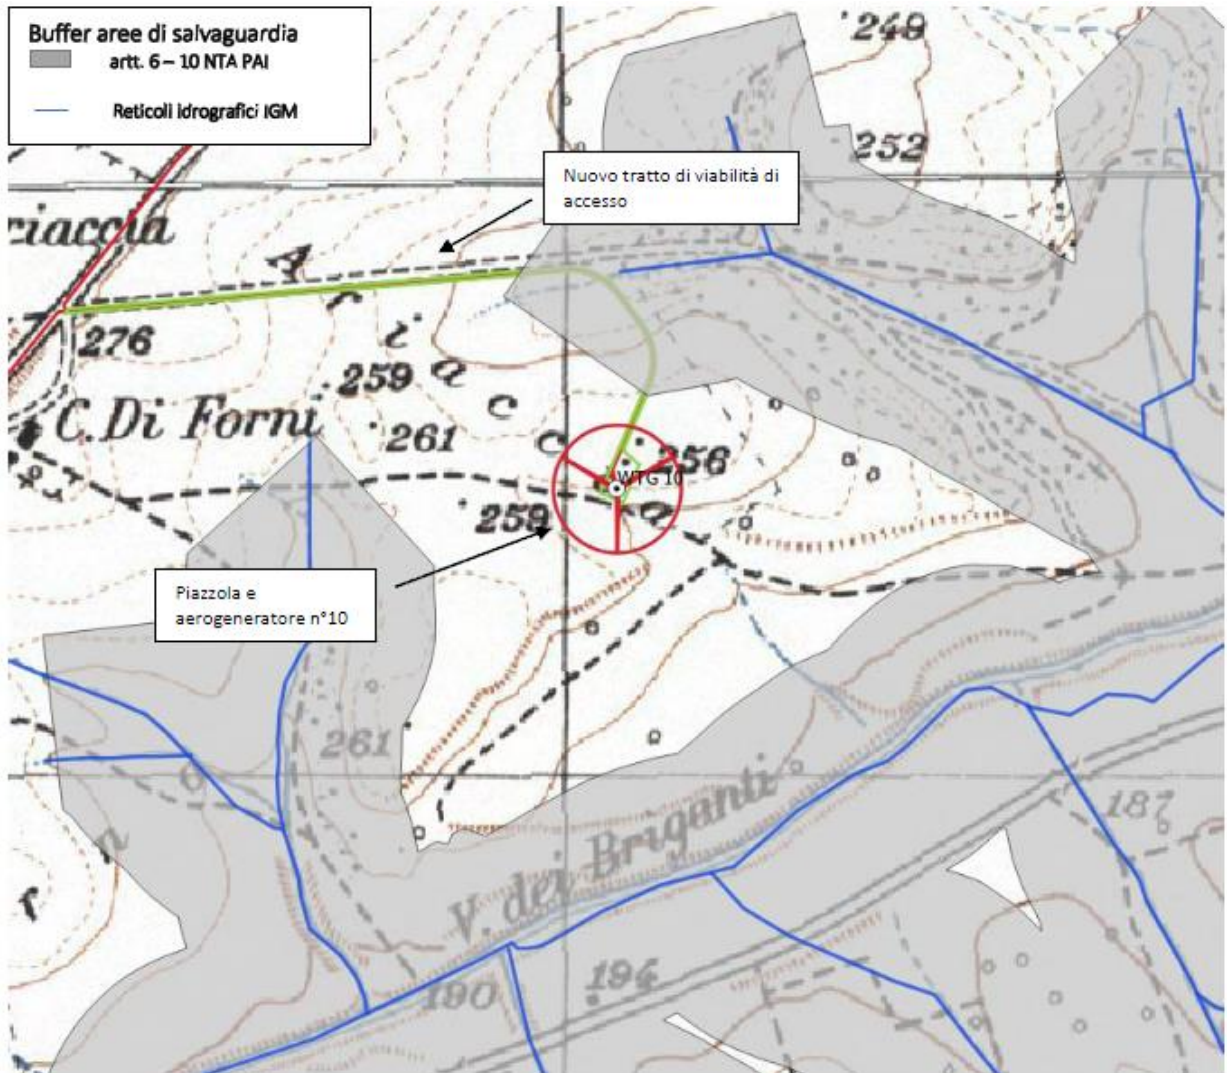 Buffer aree di salvaguardia
artt. 6 – 10 NTA PAI
Reticoli idrografici IGM
249
252
Nuovo tratto di viabilità di
accesso
276
259
C. Di Forni
261
256
WTG 10
259
Piazzola e
aerogeneratore n°10
261
V. dei Briganti
187
194
190